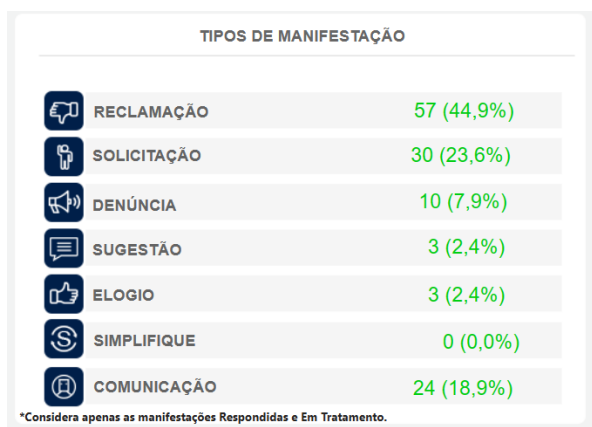 TIPOS DE MANIFESTAÇÃO
RECLAMAÇÃO 57 (44,9%)
SOLICITAÇÃO 30 (23,6%)
DENÚNCIA 10 (7,9%)
SUGESTÃO 3 (2,4%)
ELOGIO 3 (2,4%)
SIMPLIFIQUE 0 (0,0%)
COMUNICAÇÃO 24 (18,9%)
*Considera apenas as manifestações Respondidas e Em Tratamento.